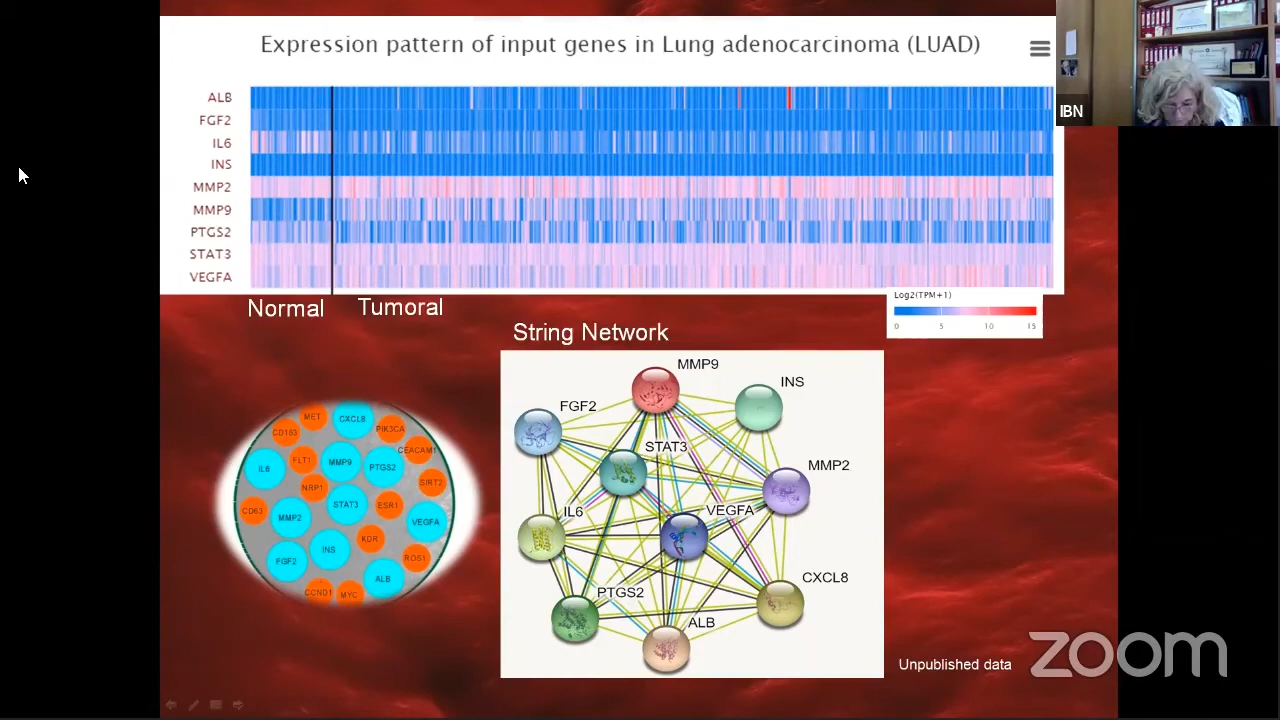 Expression pattern of input genes in Lung adenocarcinoma (LUAD)
IBN
ALB
FGF2
IL6
INS
MMP2
MMP9
PTGS2
STAT3
VEGFA
Normal
Tumoral
Log2(TPM+1)
0 5 10 15
String Network
MMP9
INS
FGF2
STAT3
MMP2
IL6
VEGFA
CXCL8
PTGS2
ALB
MET
CXCL8
CD163
PIK3CA
CEACAM1
IL6
FLT1
MMP9
PTGS2
NRP1
SIRT2
CD63
MMP2
STAT3
ESR1
VEGFA
KDR
FGF2
INS
ROS1
ALB
CCND1
MYC
Unpublished data
zoom